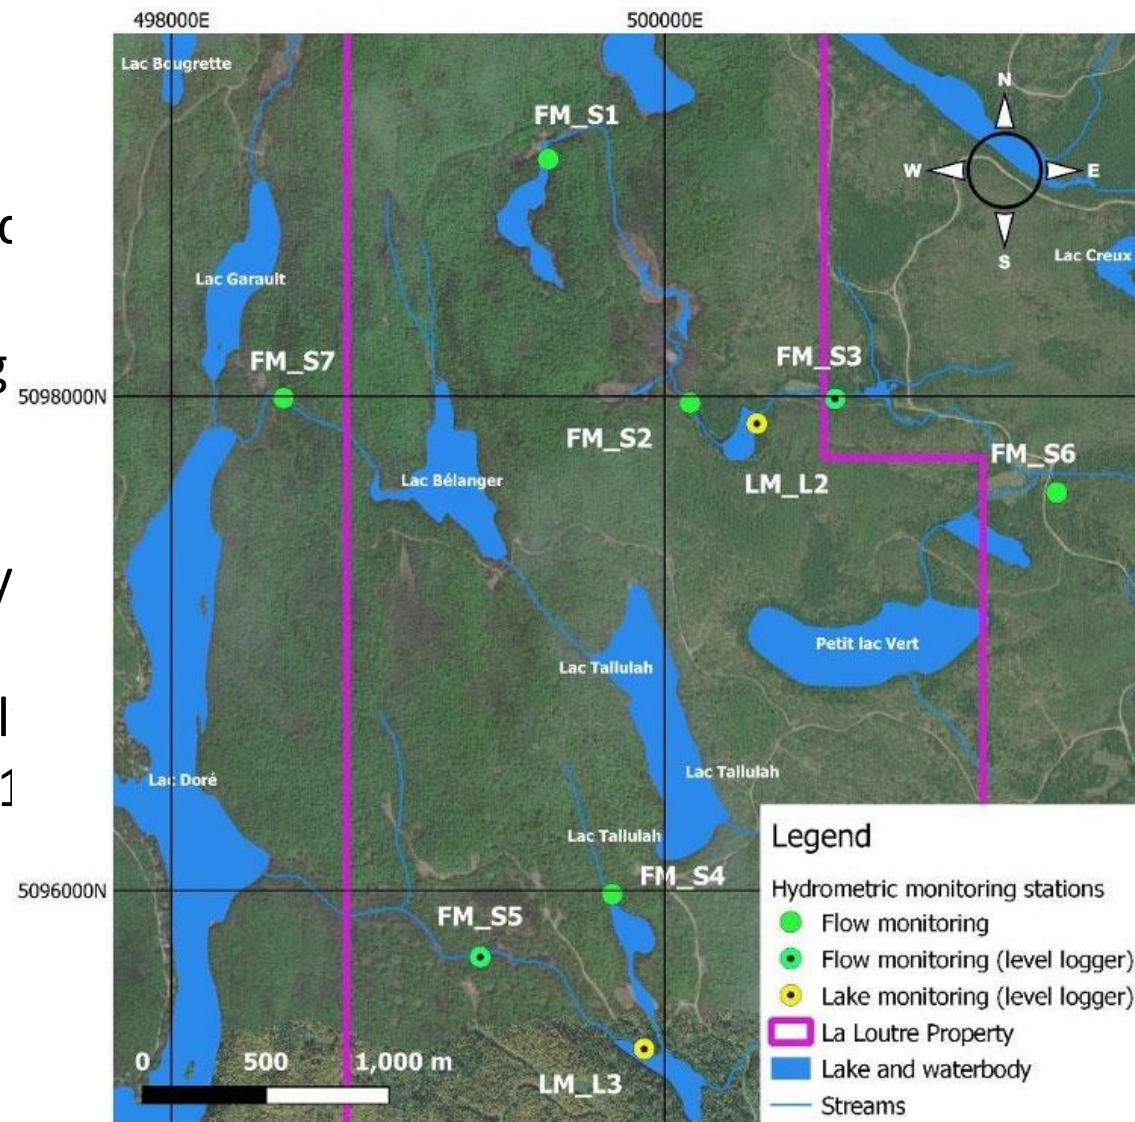 498000E
500000E
Lac Bougrette
FM_S1
N
W
E
S
Lac Creux
Lac Garault
FM_S7
FM_S3
5098000N
FM_S2
FM_S6
Lac Bélanger
LM_L2
Petit lac Vert
Lac Tallulah
Lac Tallulah
Lac Doré
Lac Tallulah
FM_S4
5096000N
FM_S5
LM_L3
0
500
1,000 m
Legend
Hydrometric monitoring stations
Flow monitoring
Flow monitoring (level logger)
Lake monitoring (level logger)
La Loutre Property
Lake and waterbody
Streams